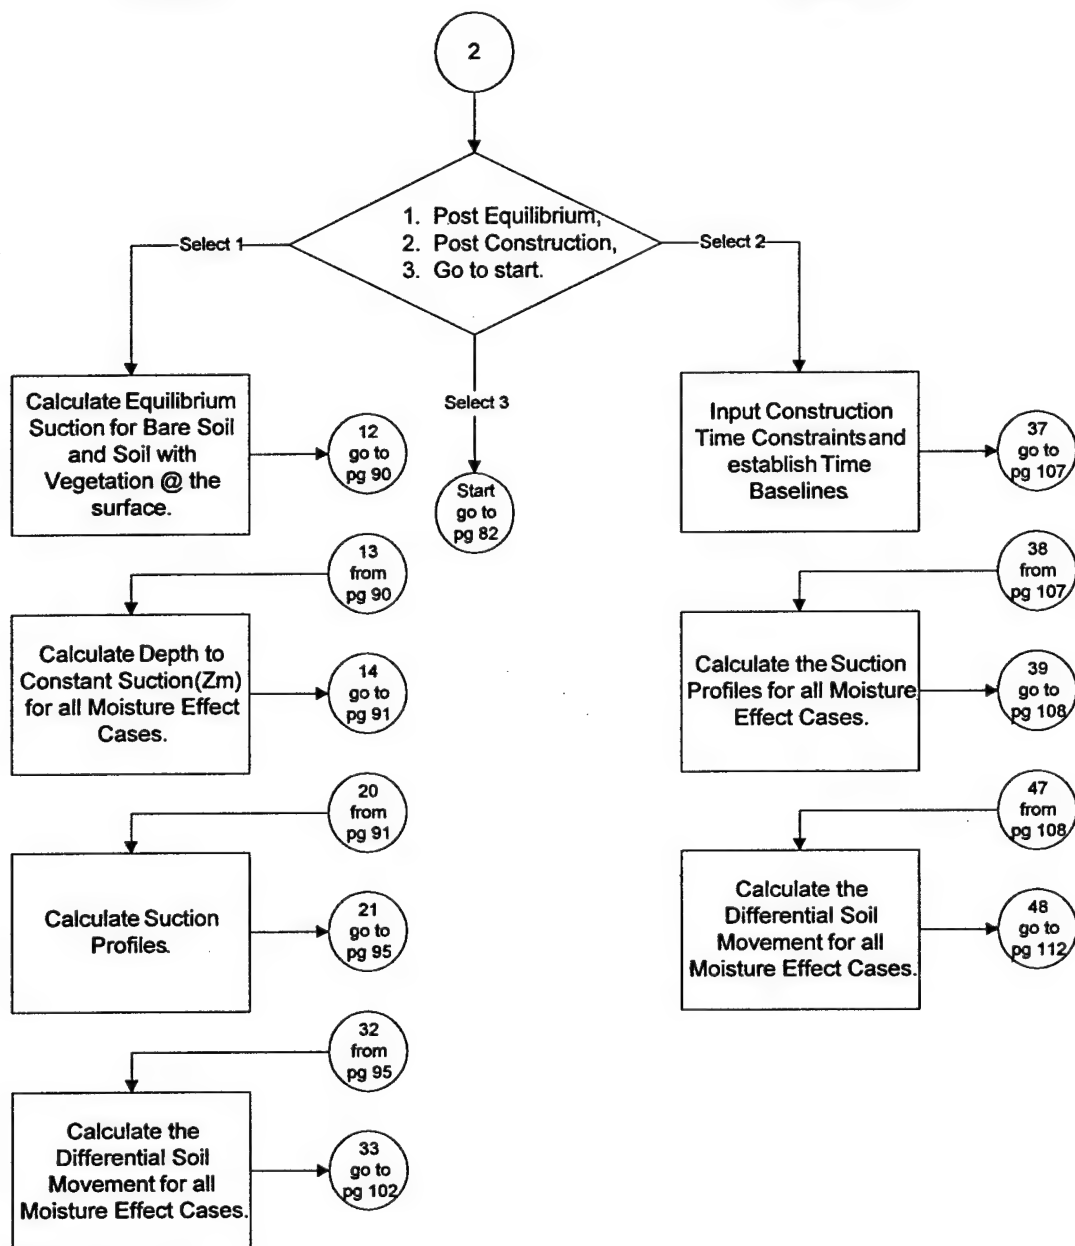 2
1. Post Equilibrium,
2. Post Construction,
3. Go to start.
Select 1
Select 2
Select 3
Calculate Equilibrium
Suction for Bare Soil
and Soil with
Vegetation @ the
surface.
12
go to
pg 90
Start
go to
pg 82
Input Construction
Time Constraints and
establish Time
Baselines.
37
go to
pg 107
13
from
pg 90
38
from
pg 107
Calculate Depth to
Constant Suction(Zm)
for all Moisture Effect
Cases.
14
go to
pg 91
Calculate the Suction
Profiles for all Moisture
Effect Cases.
39
go to
pg 108
20
from
pg 91
47
from
pg 108
Calculate Suction
Profiles.
21
go to
pg 95
Calculate the
Differential Soil
Movement for all
Moisture Effect Cases.
48
go to
pg 112
32
from
pg 95
Calculate the
Differential Soil
Movement for all
Moisture Effect Cases.
33
go to
pg 102